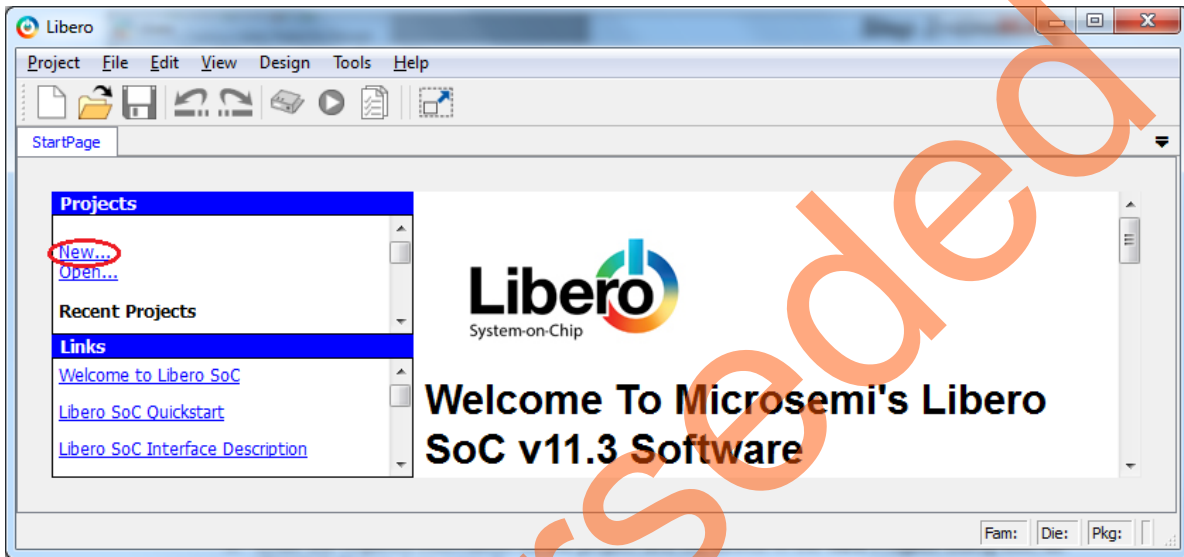 Libero
Project File Edit View Design Tools Help
StartPage
Projects
New...
Open...
Recent Projects
Links
Welcome to Libero SoC
Libero SoC Quickstart
Libero SoC Interface Description
Libero
System-on-Chip
Welcome To Microsemi's Libero
SoC v11.3 Software
Fam: Die: Pkg:
rseded